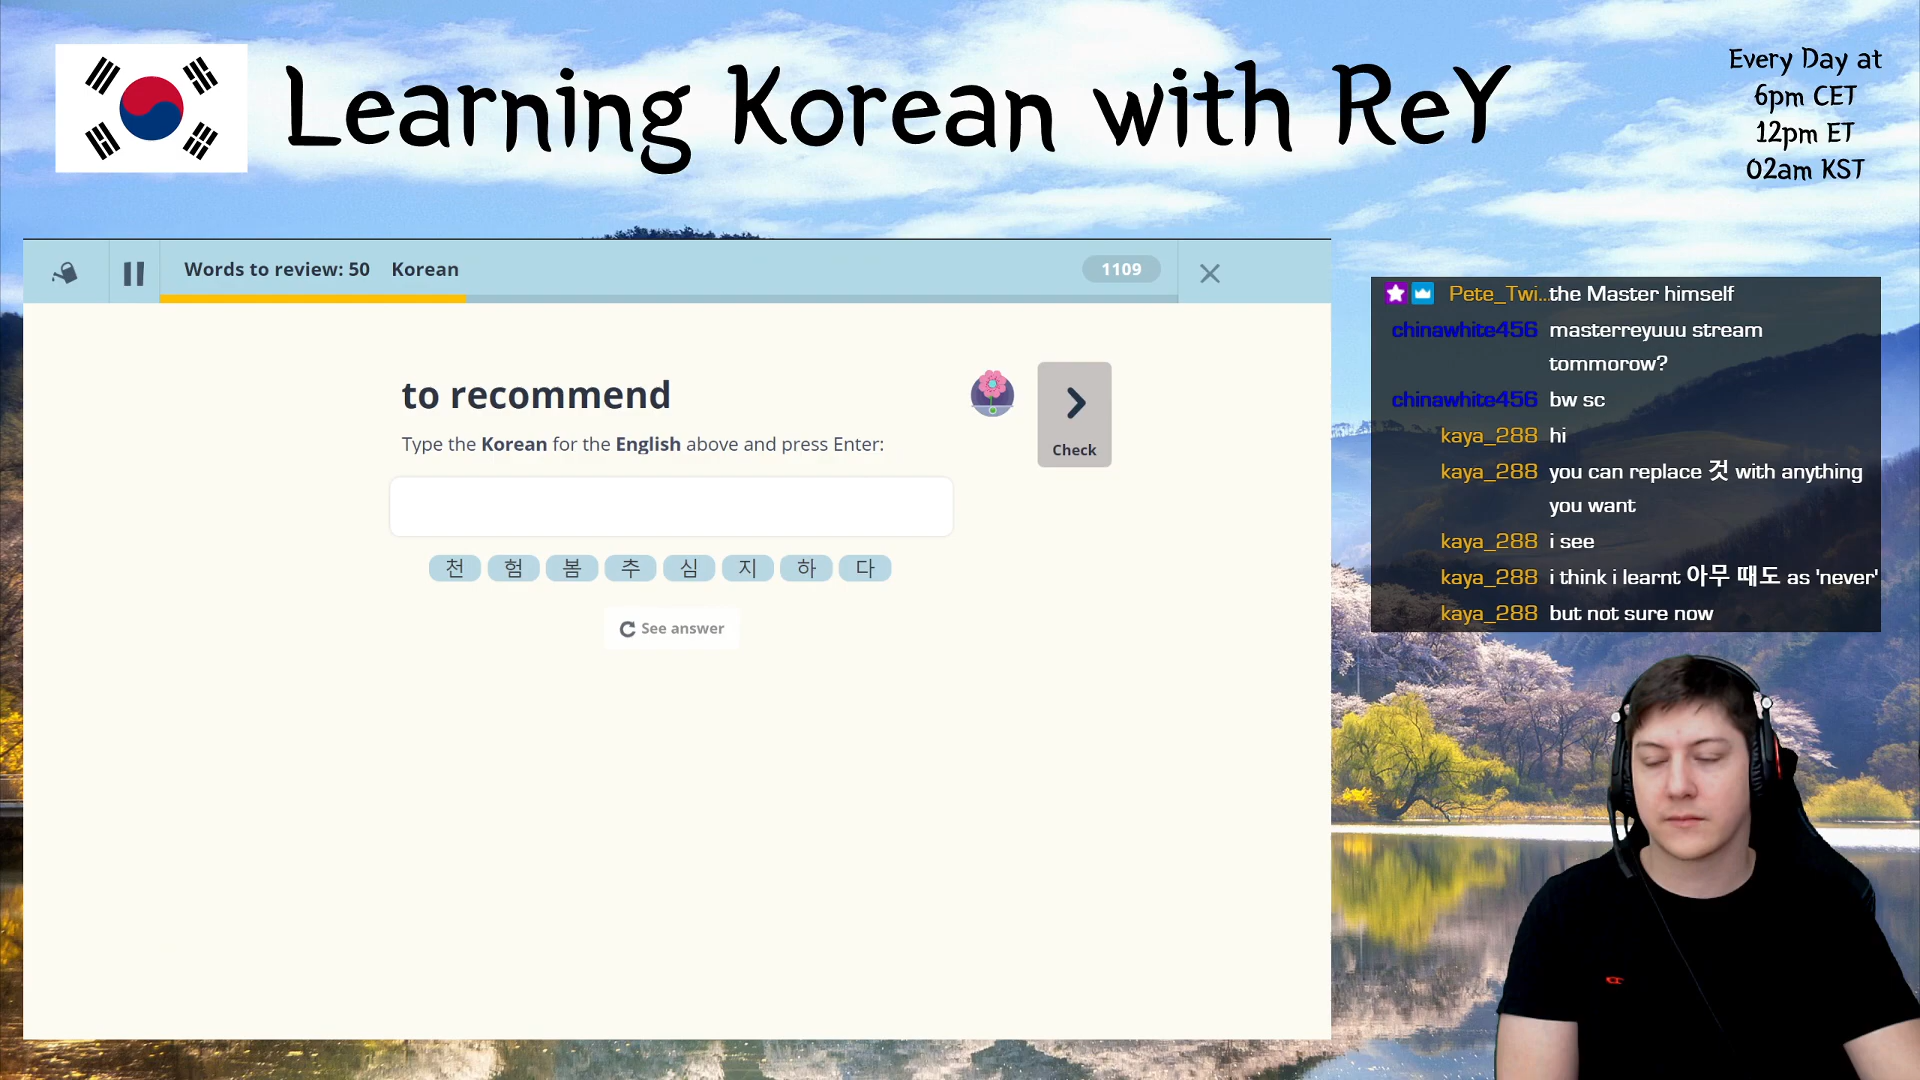 Learning Korean with ReY
Every Day at
6pm CET
12pm ET
02am KST
Words to review: 50 Korean
1109
to recommend
Type the Korean for the English above and press Enter:
Check
천 험 봄 추 심 지 하 다
See answer
Pete_Twi... the Master himself
chinawhite456 masterreyuuu stream
tommorow?
chinawhite456 bw sc
kaya_288 hi
kaya_288 you can replace 것 with anything
you want
kaya_288 i see
kaya_288 i think i learnt 아무 때도 as 'never'
kaya_288 but not sure now